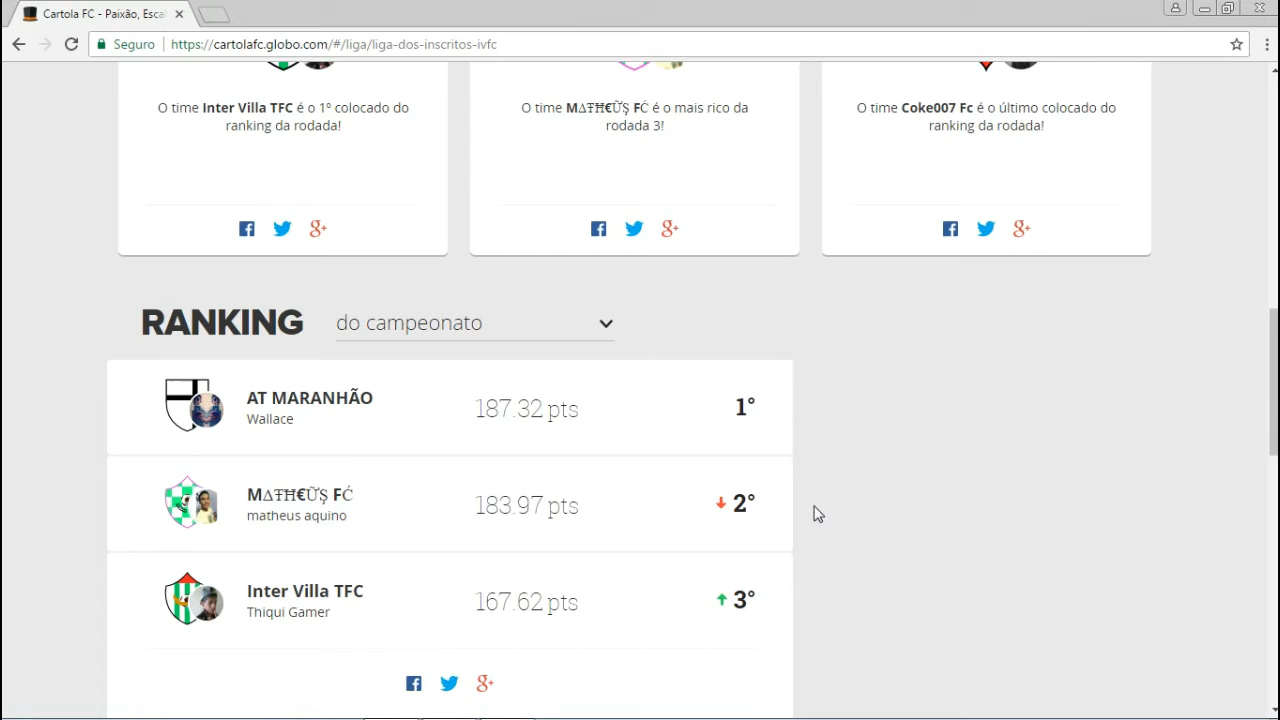 Cartola FC - Paixão, Esca
Seguro https://cartolafc.globo.com/#/liga/liga-dos-inscritos-ivfc
O time Inter Villa TFC é o 1º colocado do
ranking da rodada!
O time M∆ŦĦ€ŨŞ FĆ é o mais rico da
rodada 3!
O time Coke007 Fc é o último colocado do
ranking da rodada!
RANKING do campeonato
AT MARANHÃO
Wallace
187.32 pts
1°
M∆ŦĦ€ŨŞ FĆ
matheus aquino
183.97 pts
2°
Inter Villa TFC
Thiqui Gamer
167.62 pts
3°